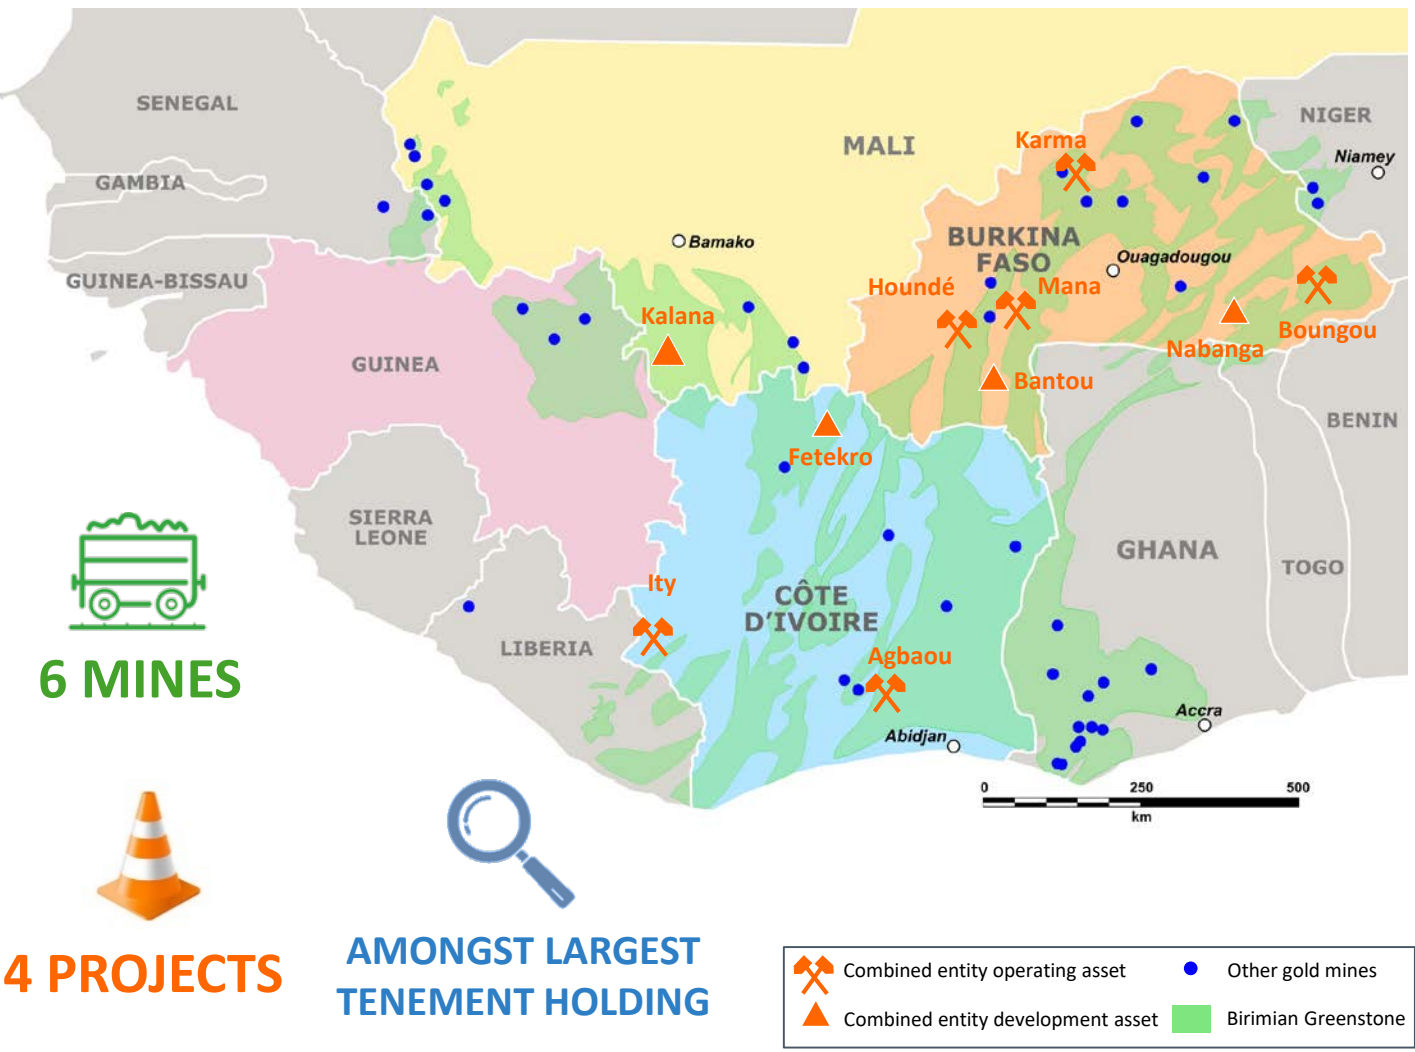 SENEGAL
GAMBIA
GUINEA-BISSAU
GUINEA
SIERRA
LEONE
LIBERIA
MALI
Bamako
Kalana
Karma
BURKINA
FASO
Ouagadougou
Houndé
Mana
Bantou
Nabanga
Boungou
NIGER
Niamey
BENIN
Fetekro
CÔTE
D'IVOIRE
Ity
Agbaou
Abidjan
GHANA
TOGO
Accra
0 250 500
km
6 MINES
4 PROJECTS
AMONGST LARGEST
TENEMENT HOLDING
Combined entity operating asset
Other gold mines
Combined entity development asset
Birimian Greenstone